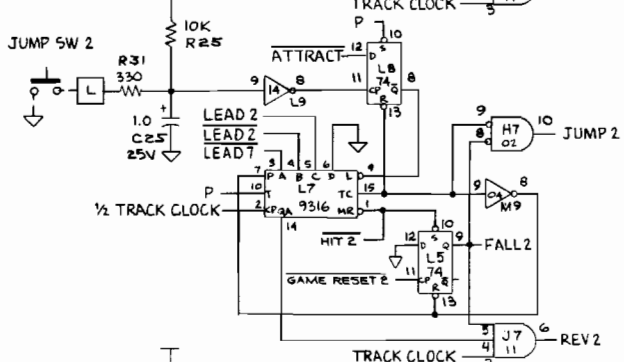 TRACK CLOCK
5
P
10K
R25
10
JUMP SW 2
R31
330
ATTRACT
12
D
S
L8
74
9
14
8
11
CP
Q
8
L
L9
R
13
+
1.0
C25
25V
LEAD 2
LEAD 2
LEAD 7
9
H7
02
10
JUMP 2
8
7
3
4
5
6
P
A
B
C
D
L
9
P
10
T
L7
TC
15
9
04
8
M9
1/2 TRACK CLOCK
2
CP
QA
9316
MR
1
14
HIT 2
10
12
D
S
Q
9
FALL 2
L5
74
GAME RESET 2
11
CP
Q
R
13
5
J7
11
6
REV 2
4
TRACK CLOCK